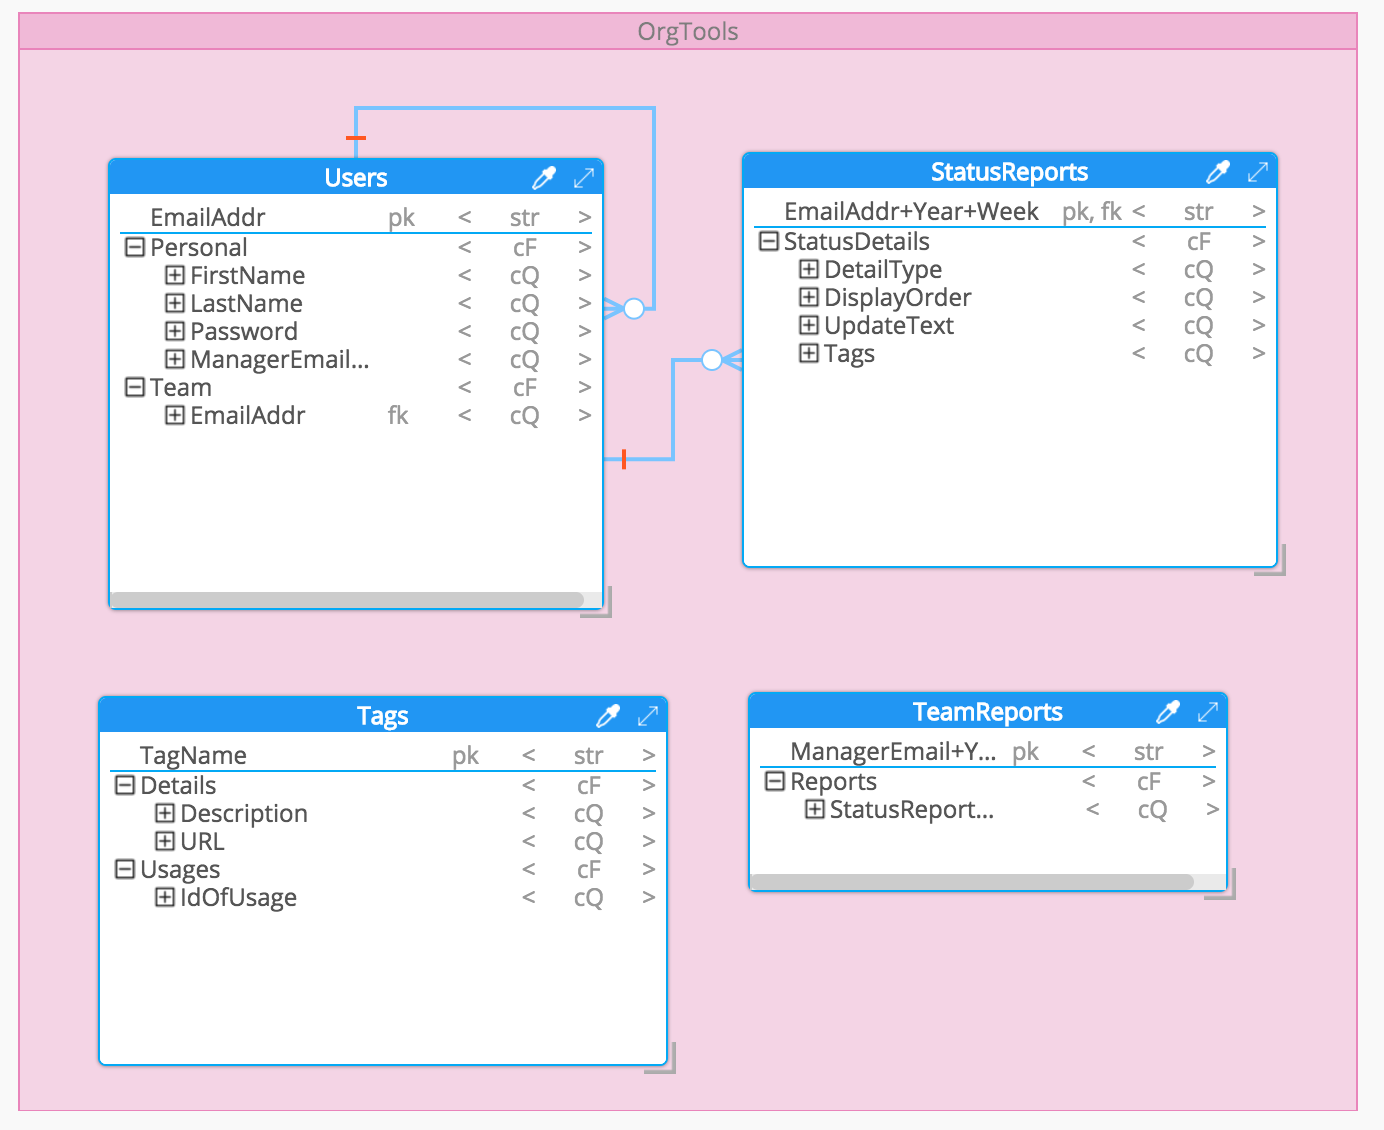 OrgTools
Users
EmailAddr pk < str >
Personal < cF >
FirstName < cQ >
LastName < cQ >
Password < cQ >
ManagerEmail... < cQ >
Team < cF >
EmailAddr fk < cQ >
StatusReports
EmailAddr+Year+Week pk, fk < str >
StatusDetails < cF >
DetailType < cQ >
DisplayOrder < cQ >
UpdateText < cQ >
Tags < cQ >
Tags
TagName pk < str >
Details < cF >
Description < cQ >
URL < cQ >
Usages < cF >
IdOfUsage < cQ >
TeamReports
ManagerEmail+Y... pk < str >
Reports < cF >
StatusReport... < cQ >